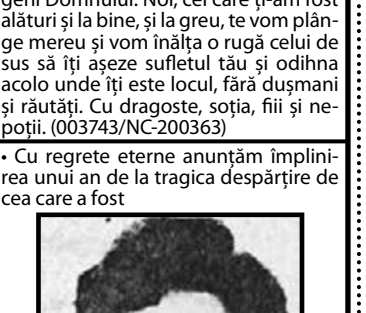 gerii Domnului. Noi, cei care ți-am fost
alături și la bine, și la greu, te vom plân-
ge mereu și vom înălța o rugă celui de
sus să îți așeze sufletul tău și odihna
acolo unde îți este locul, fără dușmani
și răutăți. Cu dragoste, soția, fiii și ne-
poții. (003743/NC-200363)
• Cu regrete eterne anunțăm împlini-
rea unui an de la tragica despărțire de
cea care a fost